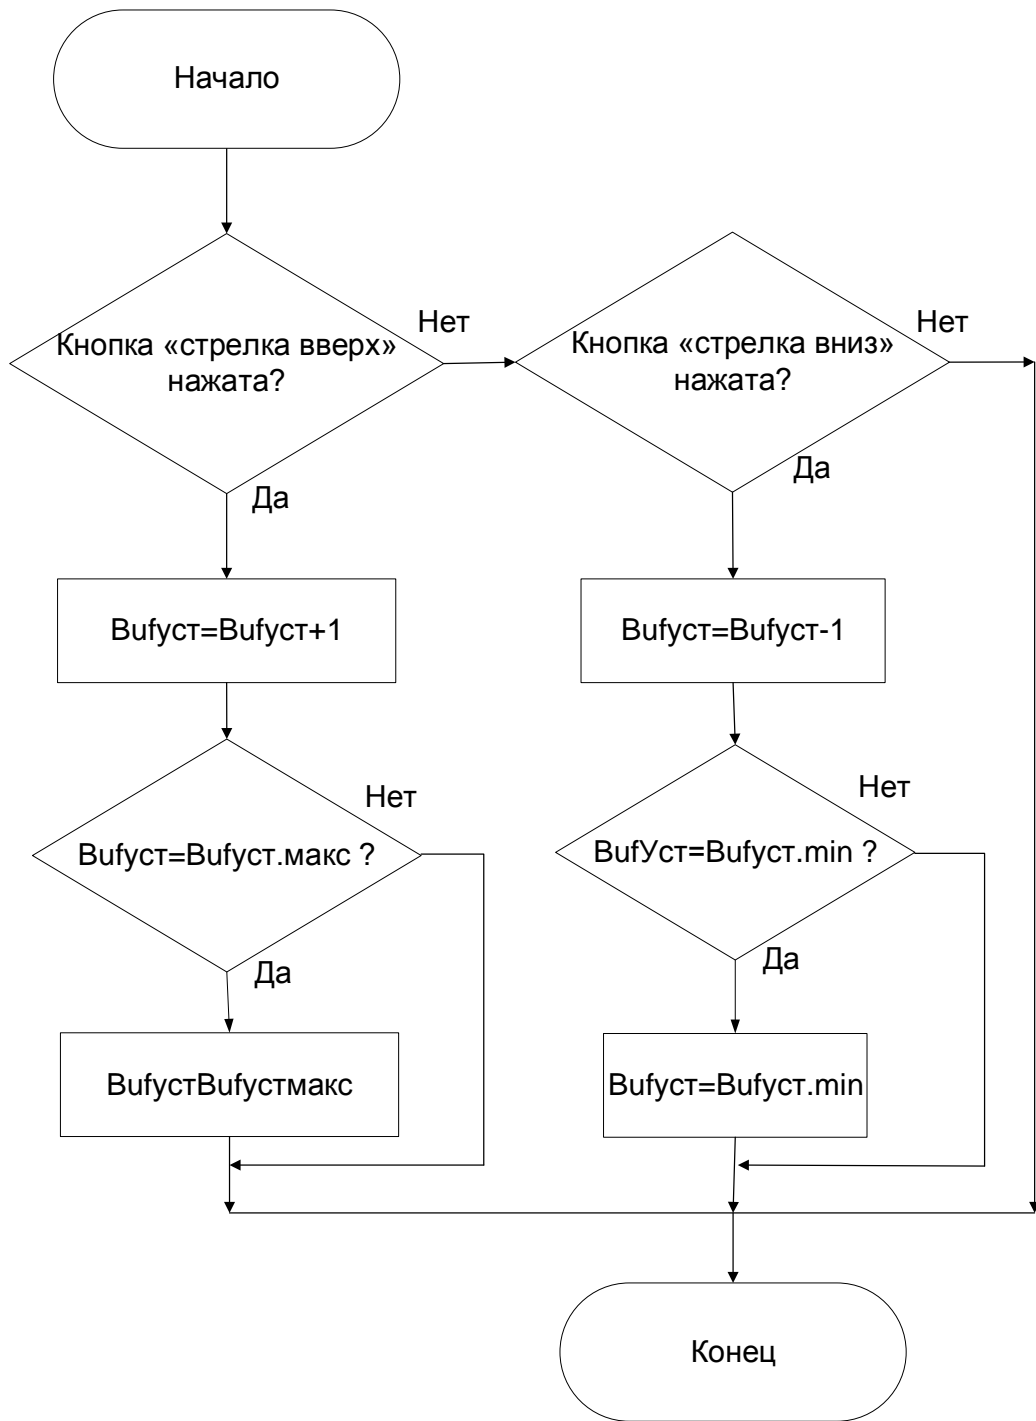 Начало
Кнопка «стрелка вверх»
нажата?
Нет
Кнопка «стрелка вниз»
нажата?
Нет
Да
Да
Bufуст=Bufуст+1
Bufуст=Bufуст-1
Bufуст=Bufуст.макс ?
Нет
BufУст=Bufуст.min ?
Нет
Да
Да
BufустBufустмакс
Bufуст=Bufуст.min
Конец